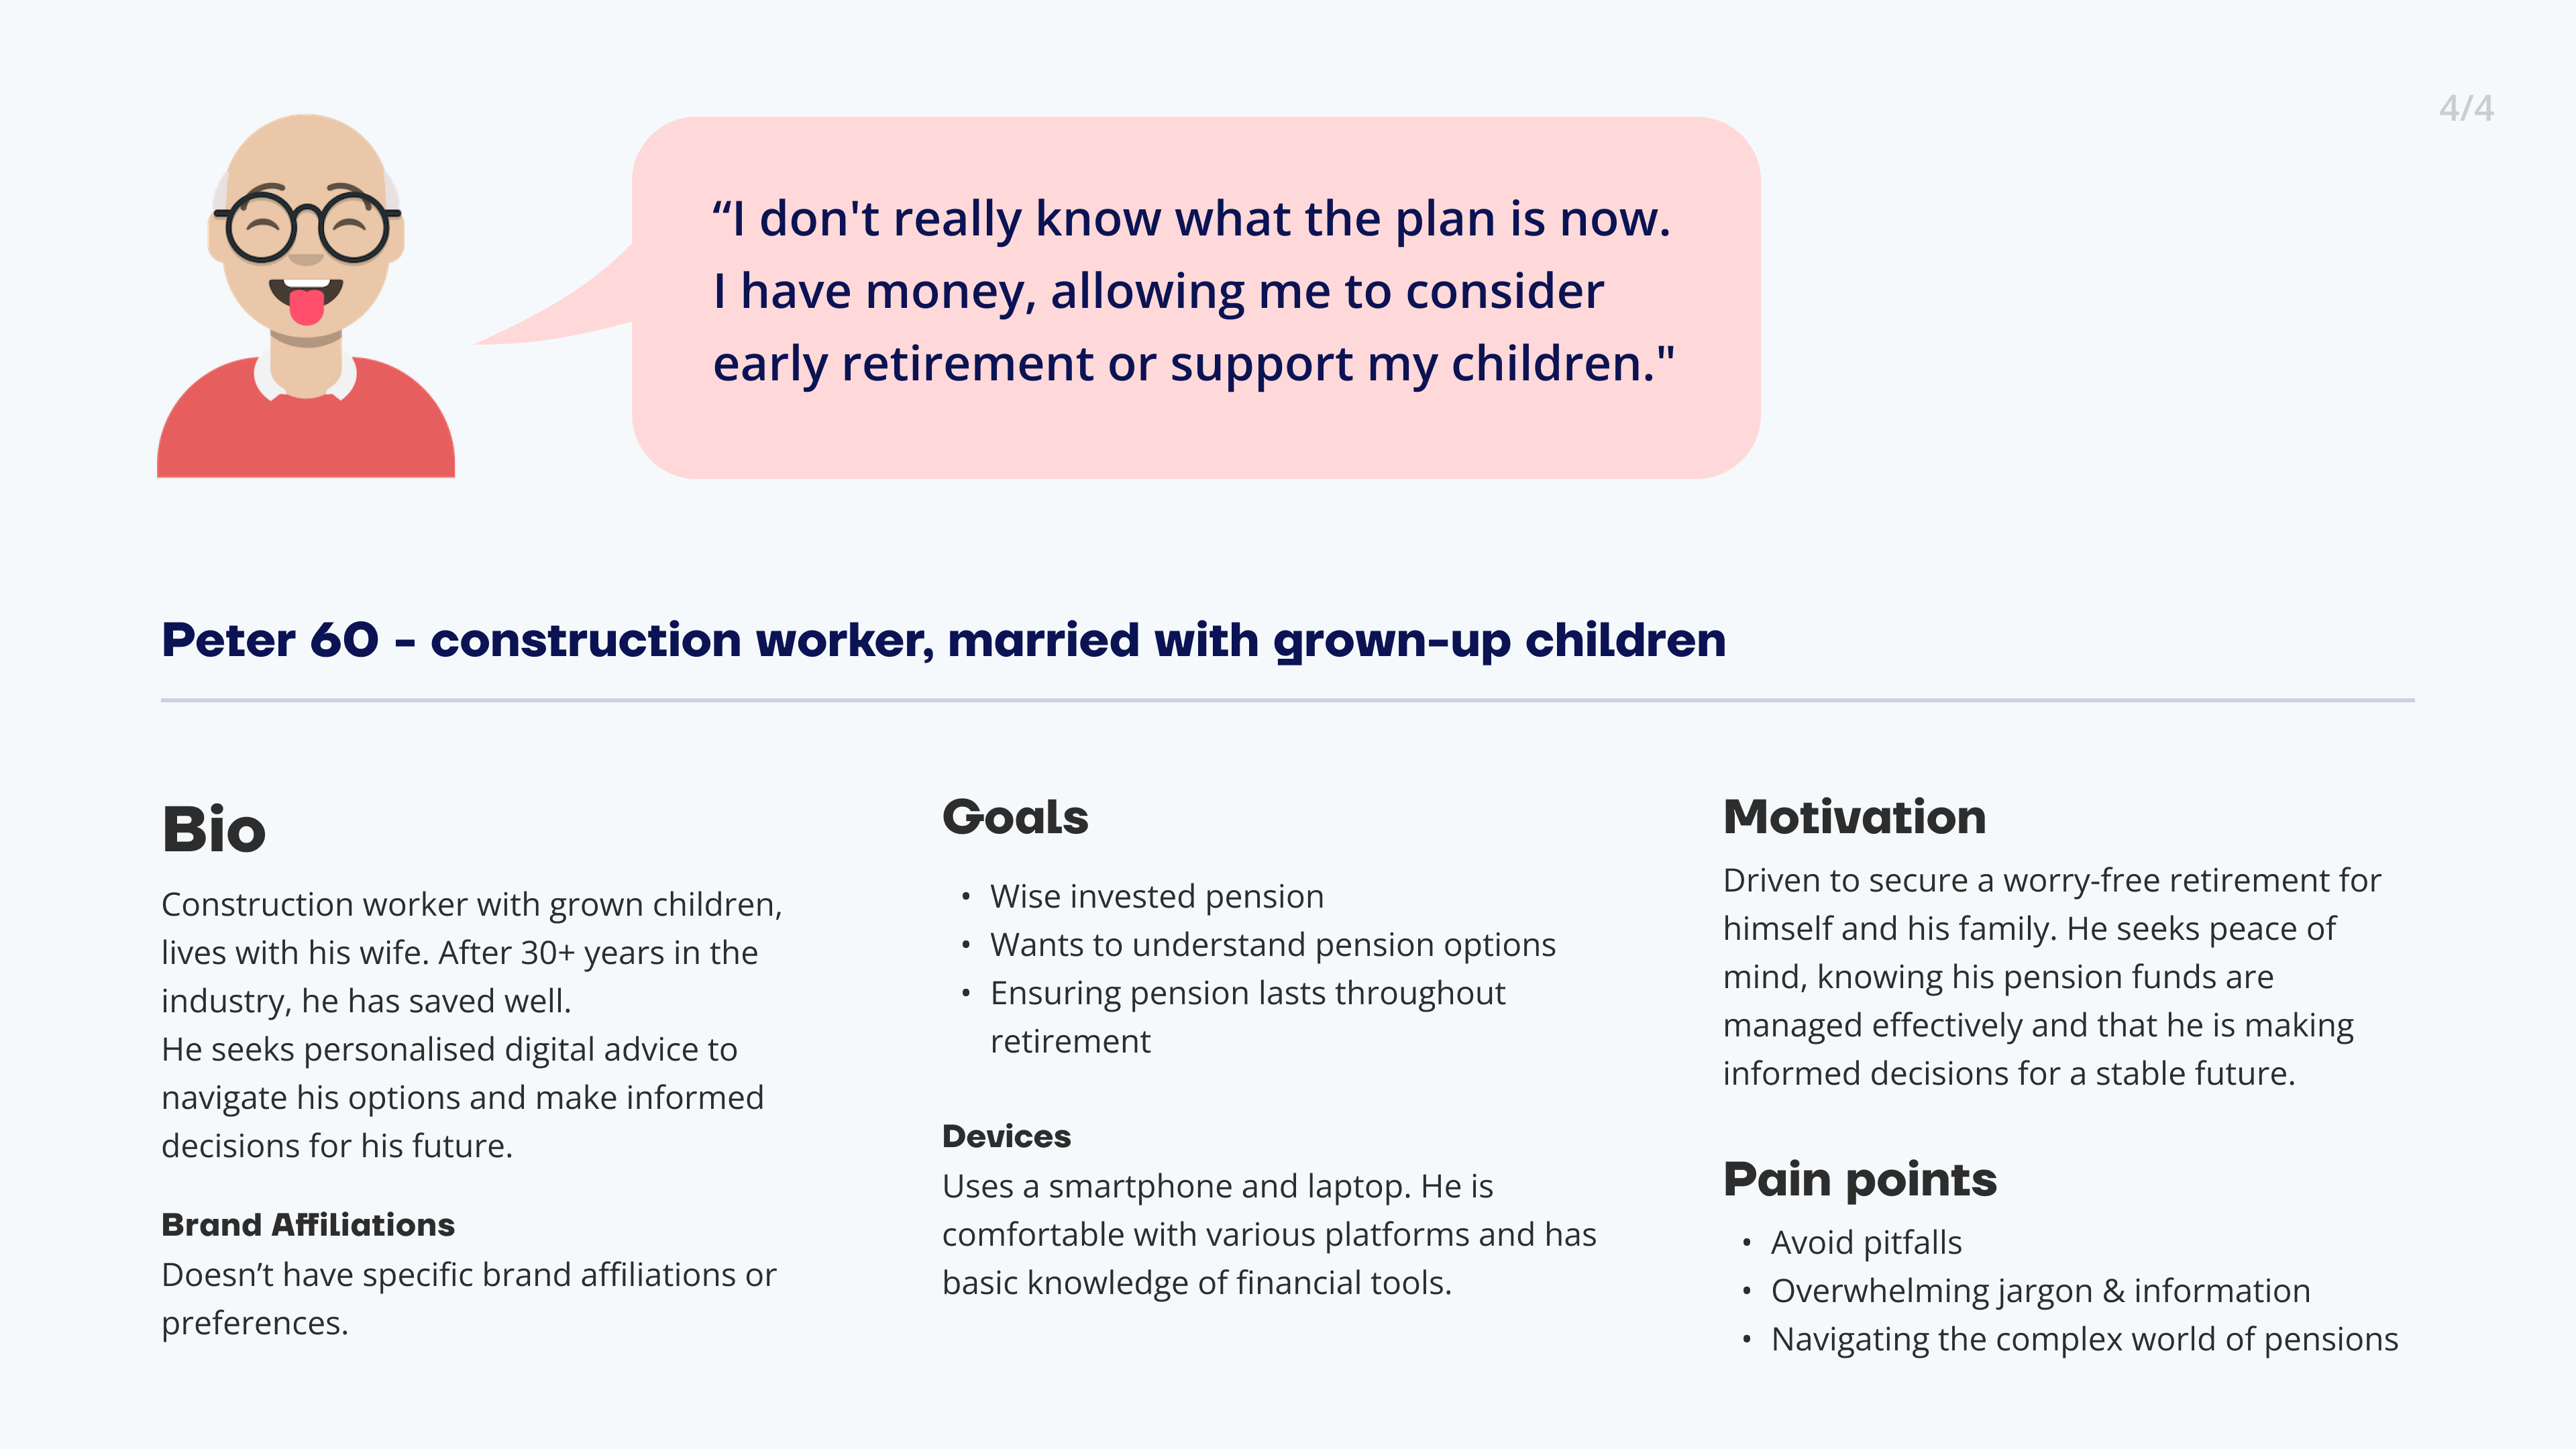 4/4
“I don't really know what the plan is now.
I have money, allowing me to consider
early retirement or support my children."
Peter 60 - construction worker, married with grown-up children
Bio
Construction worker with grown children,
lives with his wife. After 30+ years in the
industry, he has saved well.
He seeks personalised digital advice to
navigate his options and make informed
decisions for his future.
Brand Affiliations
Doesn’t have specific brand affiliations or
preferences.
Goals
• Wise invested pension
• Wants to understand pension options
• Ensuring pension lasts throughout
retirement
Devices
Uses a smartphone and laptop. He is
comfortable with various platforms and has
basic knowledge of financial tools.
Motivation
Driven to secure a worry-free retirement for
himself and his family. He seeks peace of
mind, knowing his pension funds are
managed effectively and that he is making
informed decisions for a stable future.
Pain points
• Avoid pitfalls
• Overwhelming jargon & information
• Navigating the complex world of pensions